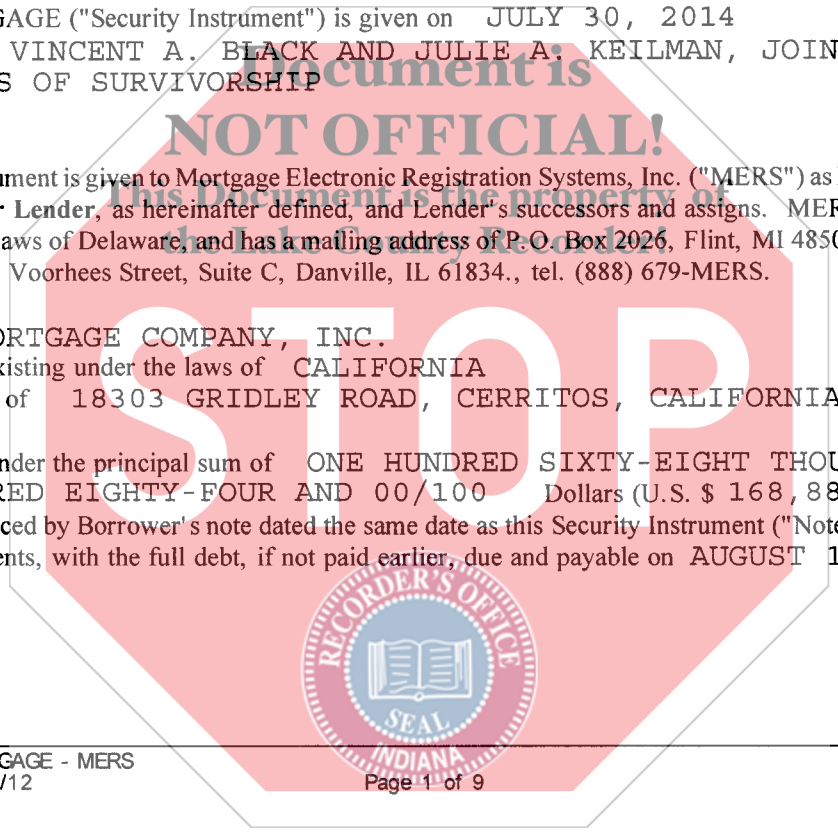 GAGE ("Security Instrument") is given on JULY 30, 2014
VINCENT A. BLACK AND JULIE A. KEILMAN, JOIN
S OF SURVIVORSHIP
Document is
NOT OFFICIAL!
This Document is the property of
the Lake County Recorder!
ument is given to Mortgage Electronic Registration Systems, Inc. ("MERS") as
r Lender, as hereinafter defined, and Lender's successors and assigns. MER
aws of Delaware, and has a mailing address of P.O. Box 2026, Flint, MI 4850
Voorhees Street, Suite C, Danville, IL 61834., tel. (888) 679-MERS.
ORTGAGE COMPANY, INC.
xisting under the laws of CALIFORNIA
of 18303 GRIDLEY ROAD, CERRITOS, CALIFORNIA
STOP
nder the principal sum of ONE HUNDRED SIXTY-EIGHT THOU
RED EIGHTY-FOUR AND 00/100 Dollars (U.S. $ 168,88
ced by Borrower's note dated the same date as this Security Instrument ("Note
ents, with the full debt, if not paid earlier, due and payable on AUGUST 1
RECORDER'S OFFICE
SEAL
INDIANA
GAGE - MERS
/12
Page 1 of 9